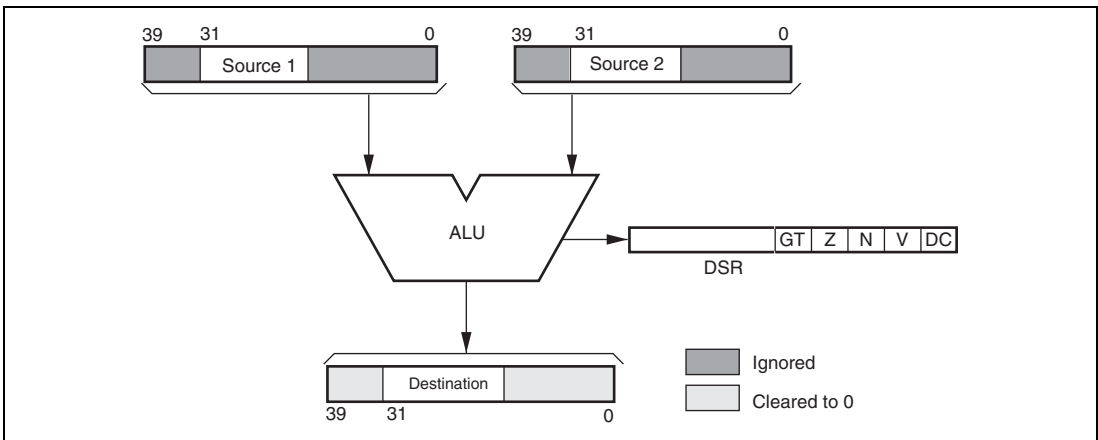 39 31 0
Source 1
39 31 0
Source 2
ALU
GT Z N V DC
DSR
Destination
39 31 0
Ignored
Cleared to 0